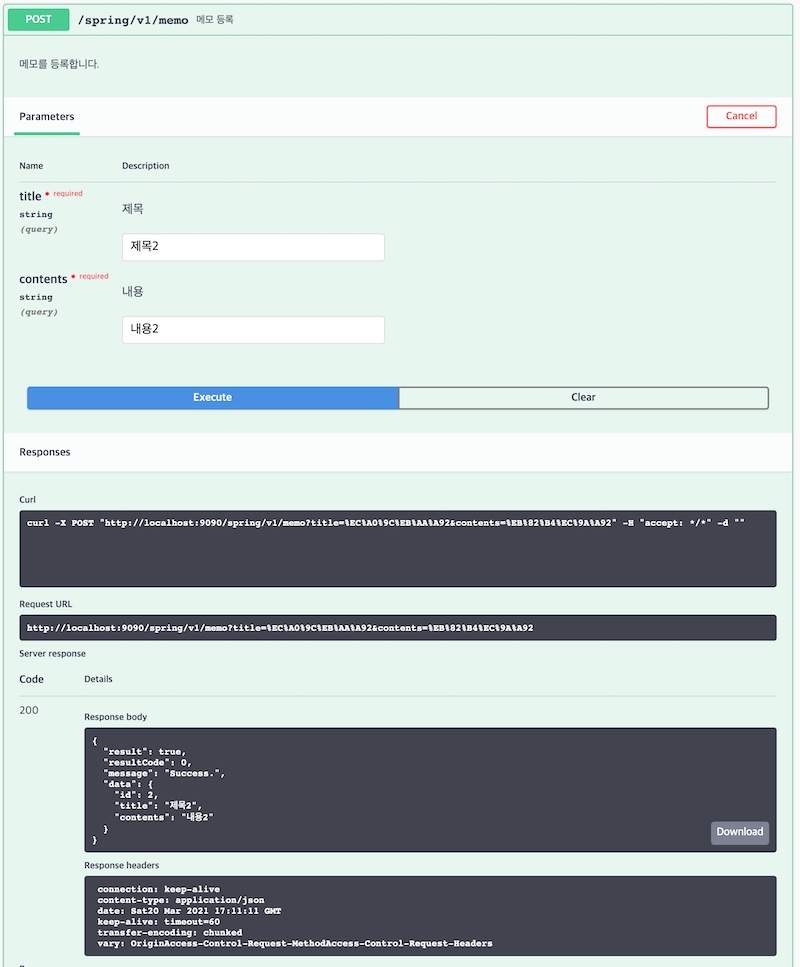 POST /spring/v1/memo 메모 등록
메모를 등록합니다.
Parameters
Cancel
Name Description
title * required
string
(query)
제목
제목2
contents * required
string
(query)
내용
내용2
Execute
Clear
Responses
Curl
curl -X POST "http://localhost:9090/spring/v1/memo?title=%EC%A0%9C%EB%AA%A92&contents=%EB%82%B4%EC%9A%A92" -H "accept: */*" -d ""
Request URL
http://localhost:9090/spring/v1/memo?title=%EC%A0%9C%EB%AA%A92&contents=%EB%82%B4%EC%9A%A92
Server response
Code Details
200
Response body
{
  "result": true,
  "resultCode": 0,
  "message": "Success.",
  "data": {
    "id": 2,
    "title": "제목2",
    "contents": "내용2"
  }
}
Download
Response headers
connection: keep-alive
content-type: application/json
date: Sat20 Mar 2021 17:11:11 GMT
keep-alive: timeout=60
transfer-encoding: chunked
vary: OriginAccess-Control-Request-MethodAccess-Control-Request-Headers